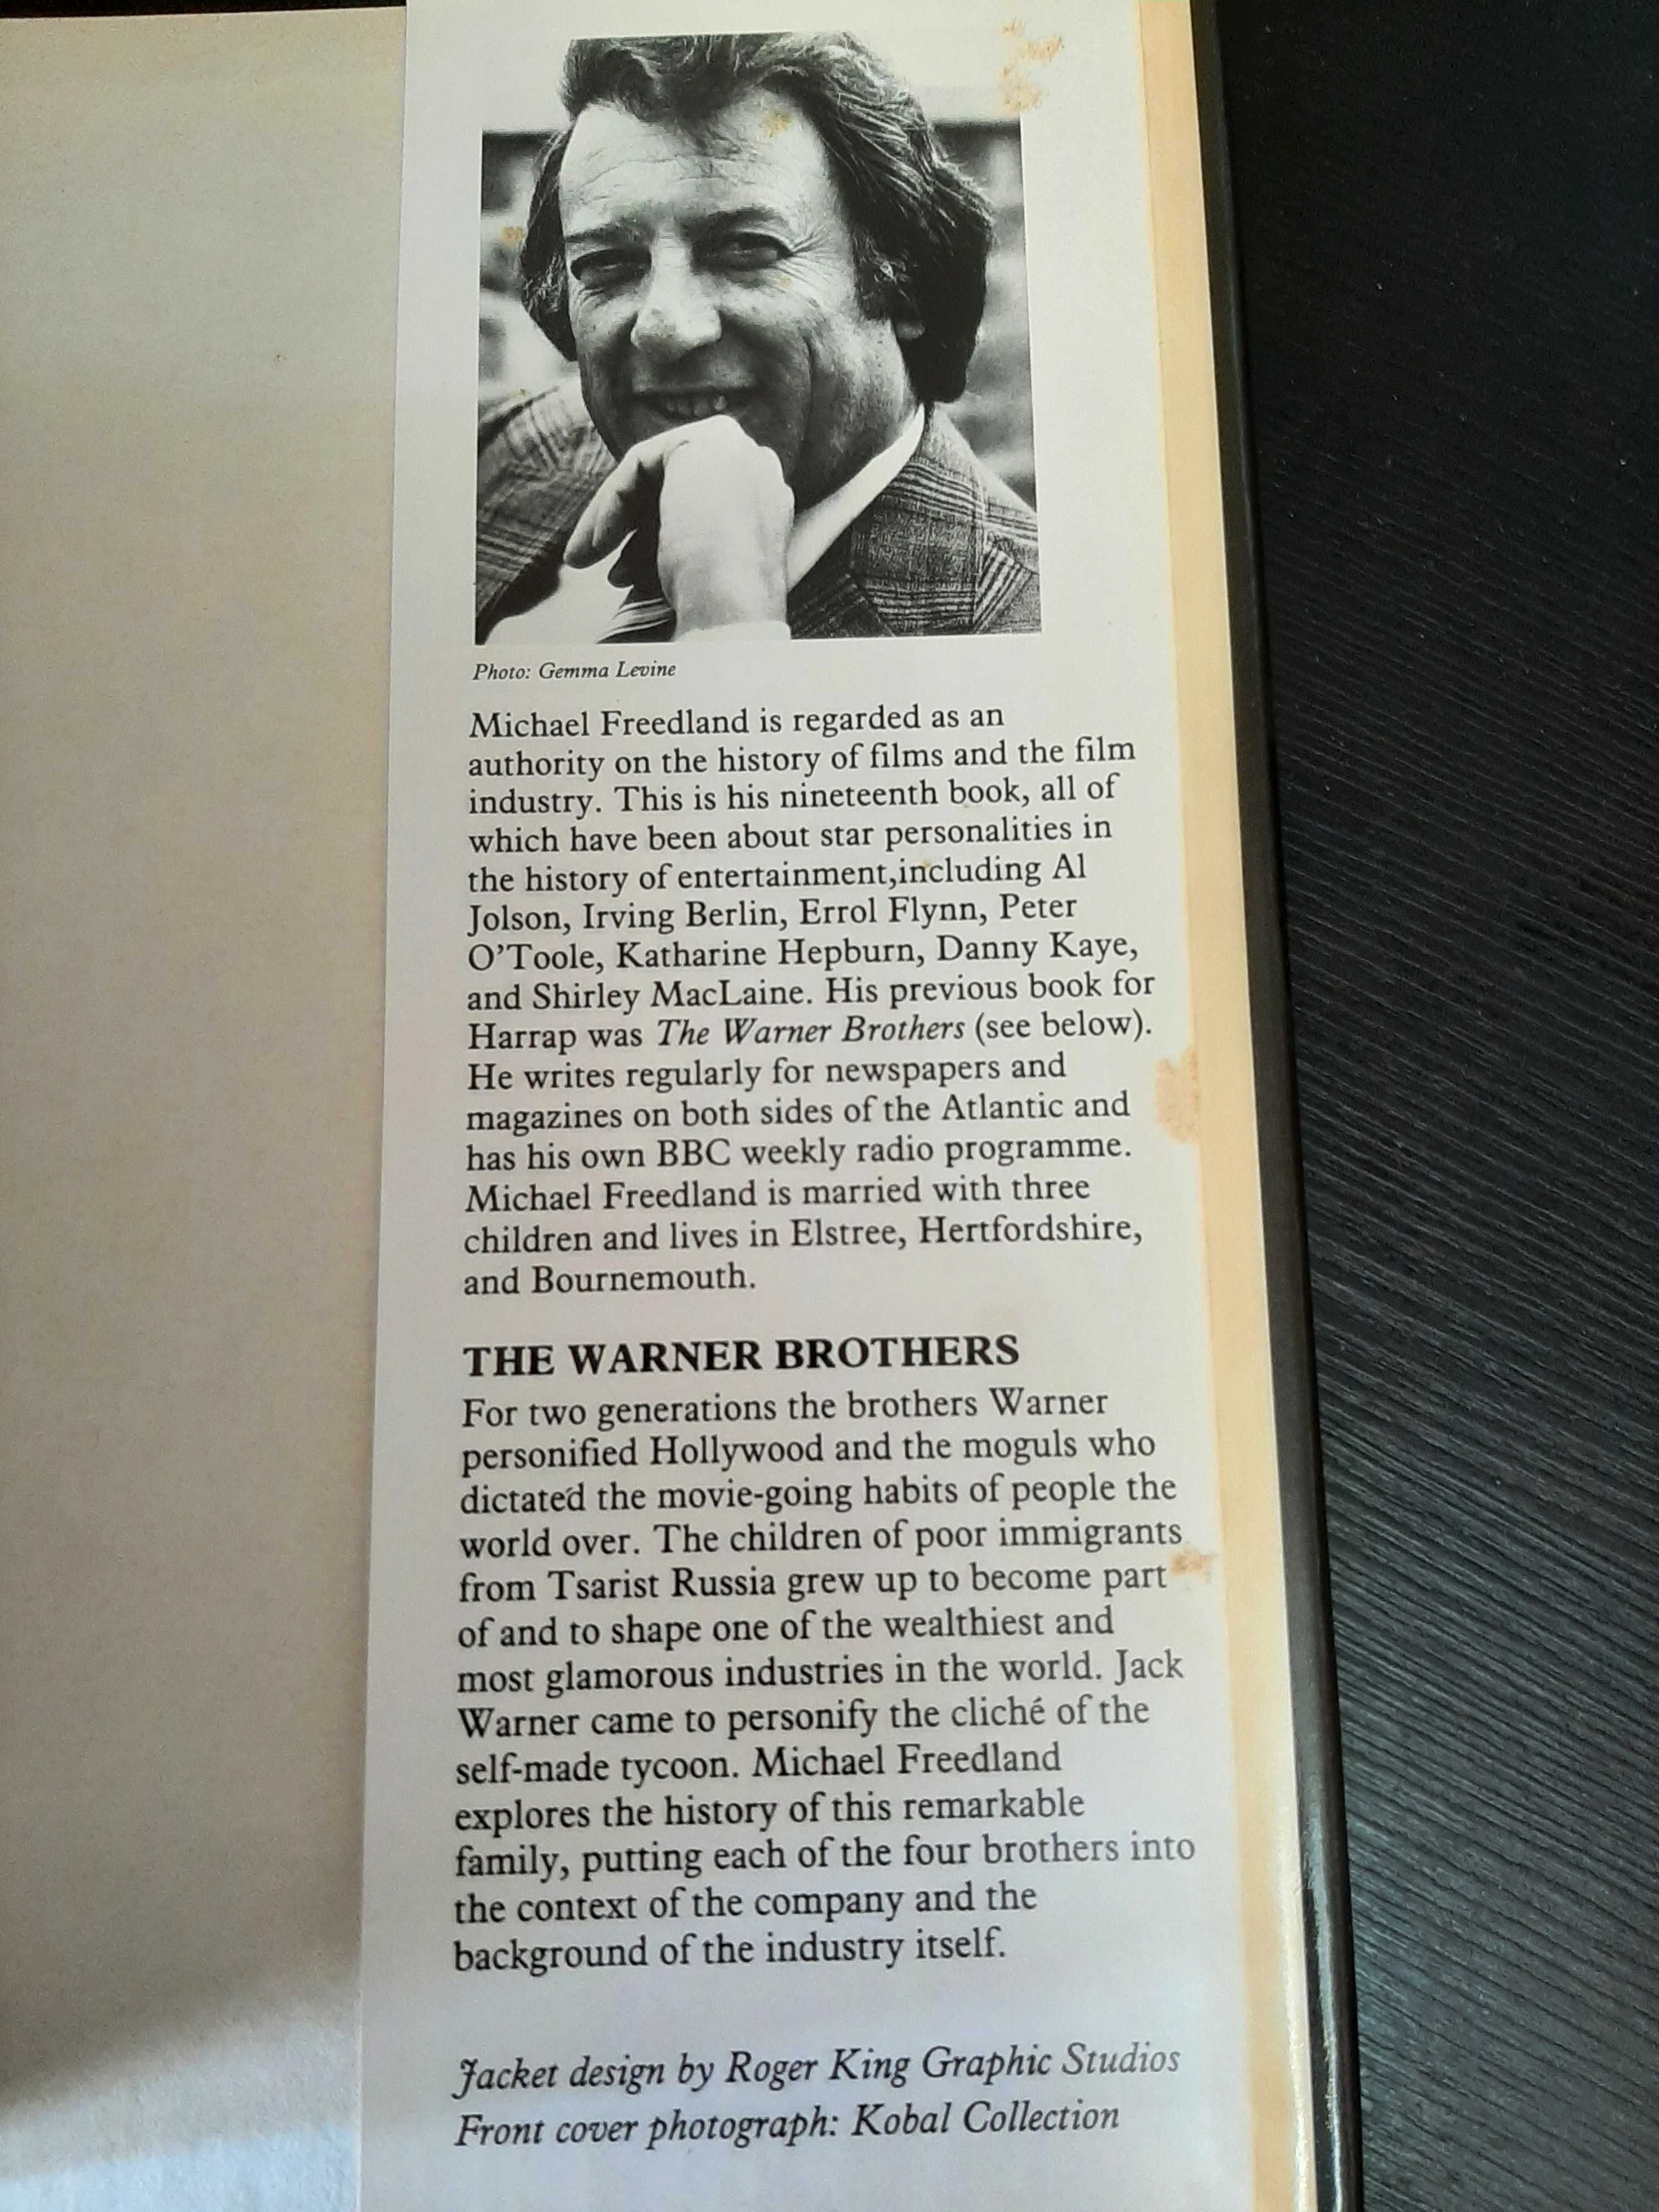 Photo: Gemma Levine
Michael Freedland is regarded as an
authority on the history of films and the film
industry. This is his nineteenth book, all of
which have been about star personalities in
the history of entertainment,including Al
Jolson, Irving Berlin, Errol Flynn, Peter
O'Toole, Katharine Hepburn, Danny Kaye,
and Shirley MacLaine. His previous book for
Harrap was The Warner Brothers (see below).
He writes regularly for newspapers and
magazines on both sides of the Atlantic and
has his own BBC weekly radio programme.
Michael Freedland is married with three
children and lives in Elstree, Hertfordshire,
and Bournemouth.
THE WARNER BROTHERS
For two generations the brothers Warner
personified Hollywood and the moguls who
dictated the movie-going habits of people the
world over. The children of poor immigrants
from Tsarist Russia grew up to become part
of and to shape one of the wealthiest and
most glamorous industries in the world. Jack
Warner came to personify the cliché of the
self-made tycoon. Michael Freedland
explores the history of this remarkable
family, putting each of the four brothers into
the context of the company and the
background of the industry itself.
Jacket design by Roger King Graphic Studios
Front cover photograph: Kobal Collection